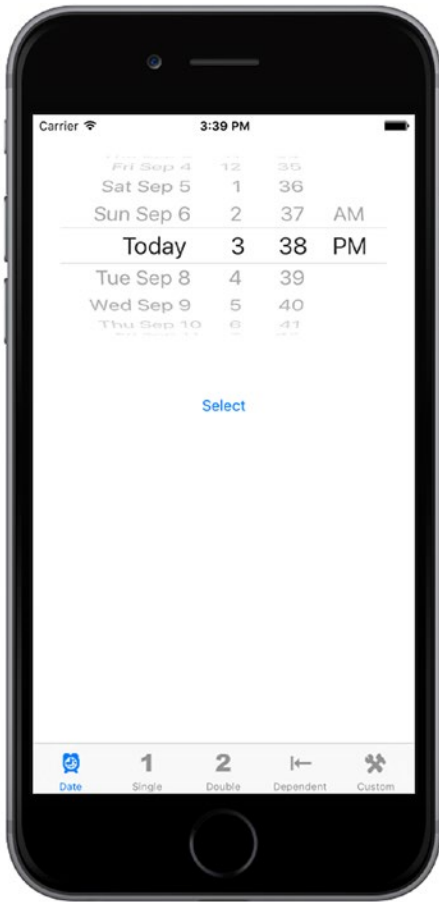 Carrier 3:39 PM
Fri Sep 4 12 35
Sat Sep 5 1 36
Sun Sep 6 2 37 AM
Today 3 38 PM
Tue Sep 8 4 39
Wed Sep 9 5 40
Thu Sep 10 6 41
Select
1 2
Date Single Double Dependent Custom